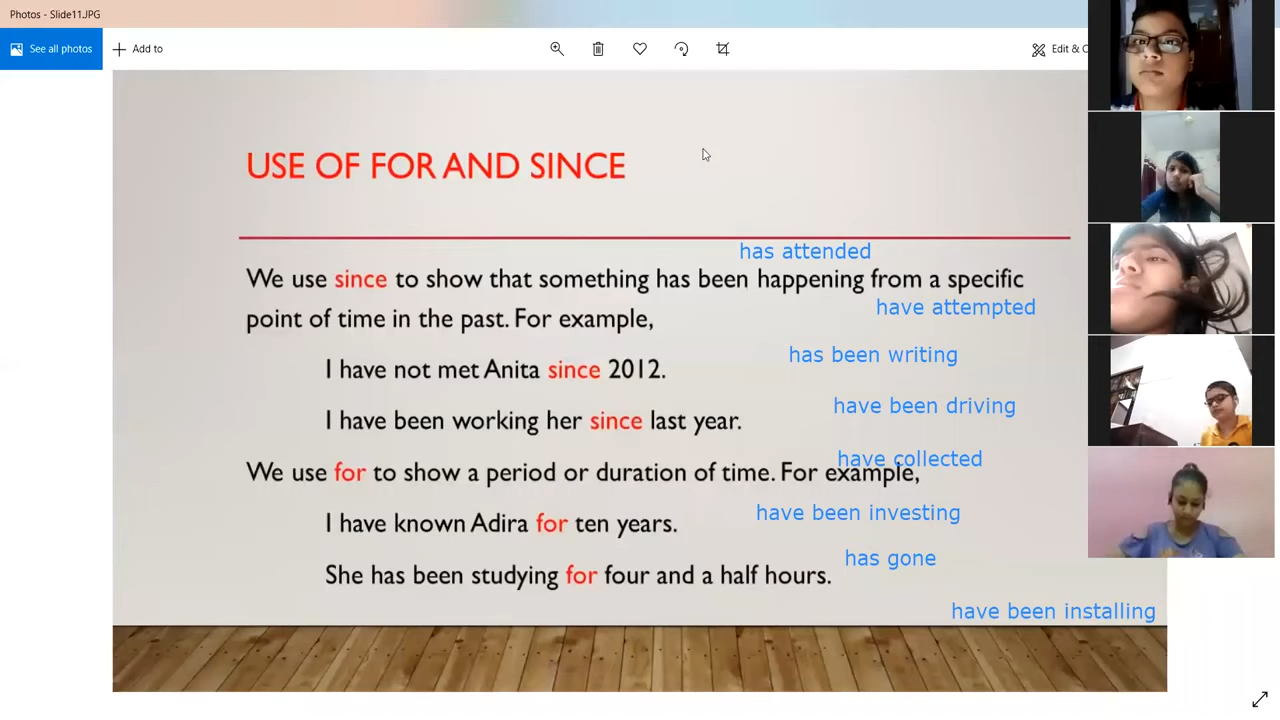 Photos - Slide11.JPG
See all photos
Add to
Edit & C
USE OF FOR AND SINCE
has attended
We use since to show that something has been happening from a specific
have attempted
point of time in the past. For example,
has been writing
I have not met Anita since 2012.
have been driving
I have been working her since last year.
have collected
We use for to show a period or duration of time. For example,
have been investing
I have known Adira for ten years.
has gone
She has been studying for four and a half hours.
have been installing